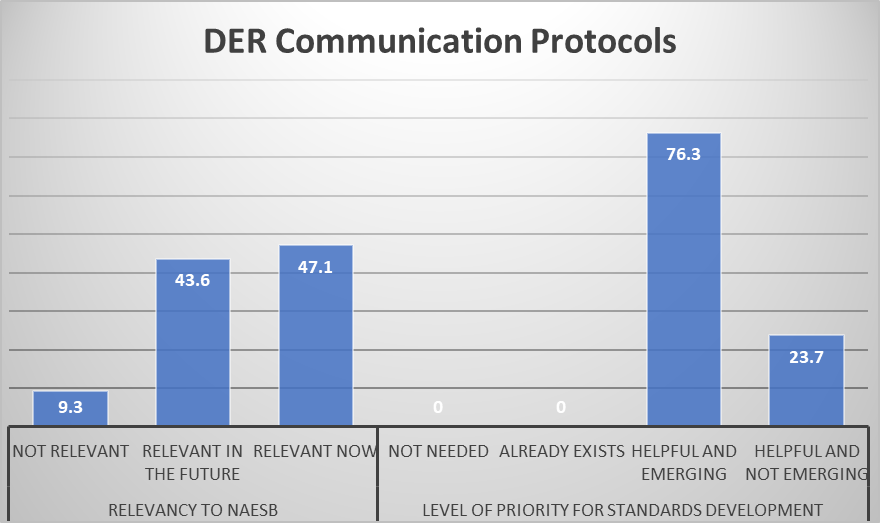 DER Communication Protocols
76.3
47.1
43.6
23.7
9.3
0
0
NOT RELEVANT
RELEVANT IN
THE FUTURE
RELEVANT NOW
NOT NEEDED
ALREADY EXISTS
HELPFUL AND
EMERGING
HELPFUL AND
NOT EMERGING
RELEVANCY TO NAESB
LEVEL OF PRIORITY FOR STANDARDS DEVELOPMENT